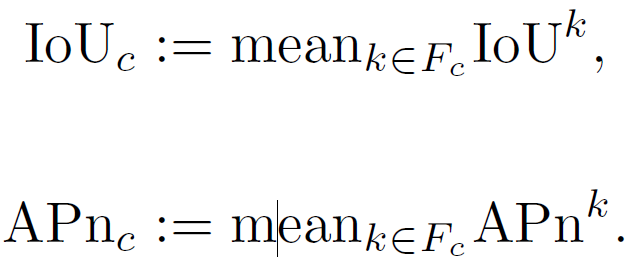 IoU_c := mean_{k∈F_c} IoU^k,
APn_c := mean_{k∈F_c} APn^k.